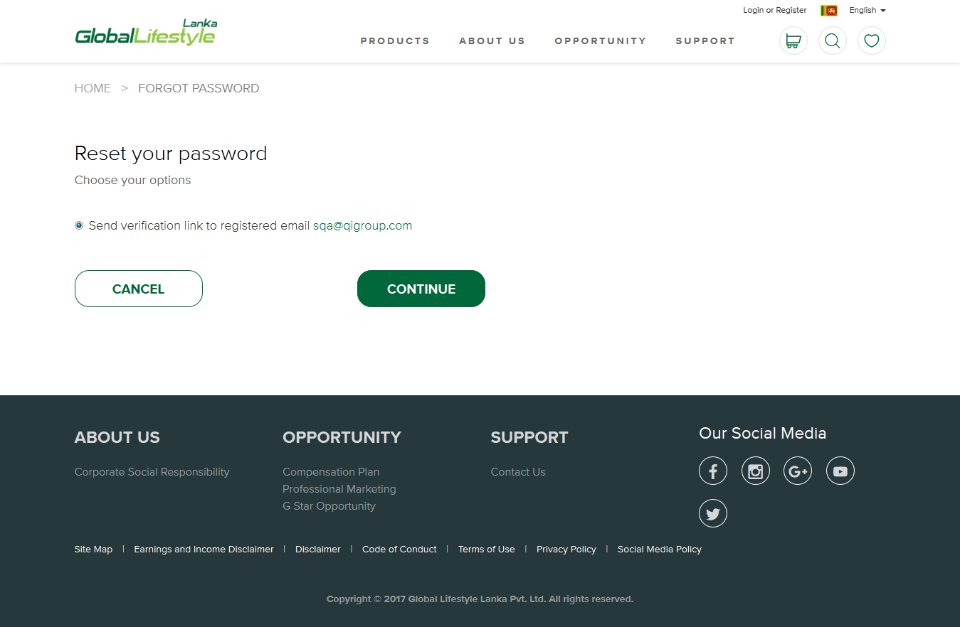 Login or Register
English
Lanka
GlobalLifestyle
PRODUCTS
ABOUT US
OPPORTUNITY
SUPPORT
HOME > FORGOT PASSWORD
Reset your password
Choose your options
Send verification link to registered email sqa@qigroup.com
CANCEL
CONTINUE
ABOUT US
Corporate Social Responsibility
OPPORTUNITY
Compensation Plan
Professional Marketing
G Star Opportunity
SUPPORT
Contact Us
Our Social Media
Site Map | Earnings and Income Disclaimer | Disclaimer | Code of Conduct | Terms of Use | Privacy Policy | Social Media Policy
Copyright © 2017 Global Lifestyle Lanka Pvt. Ltd. All rights reserved.